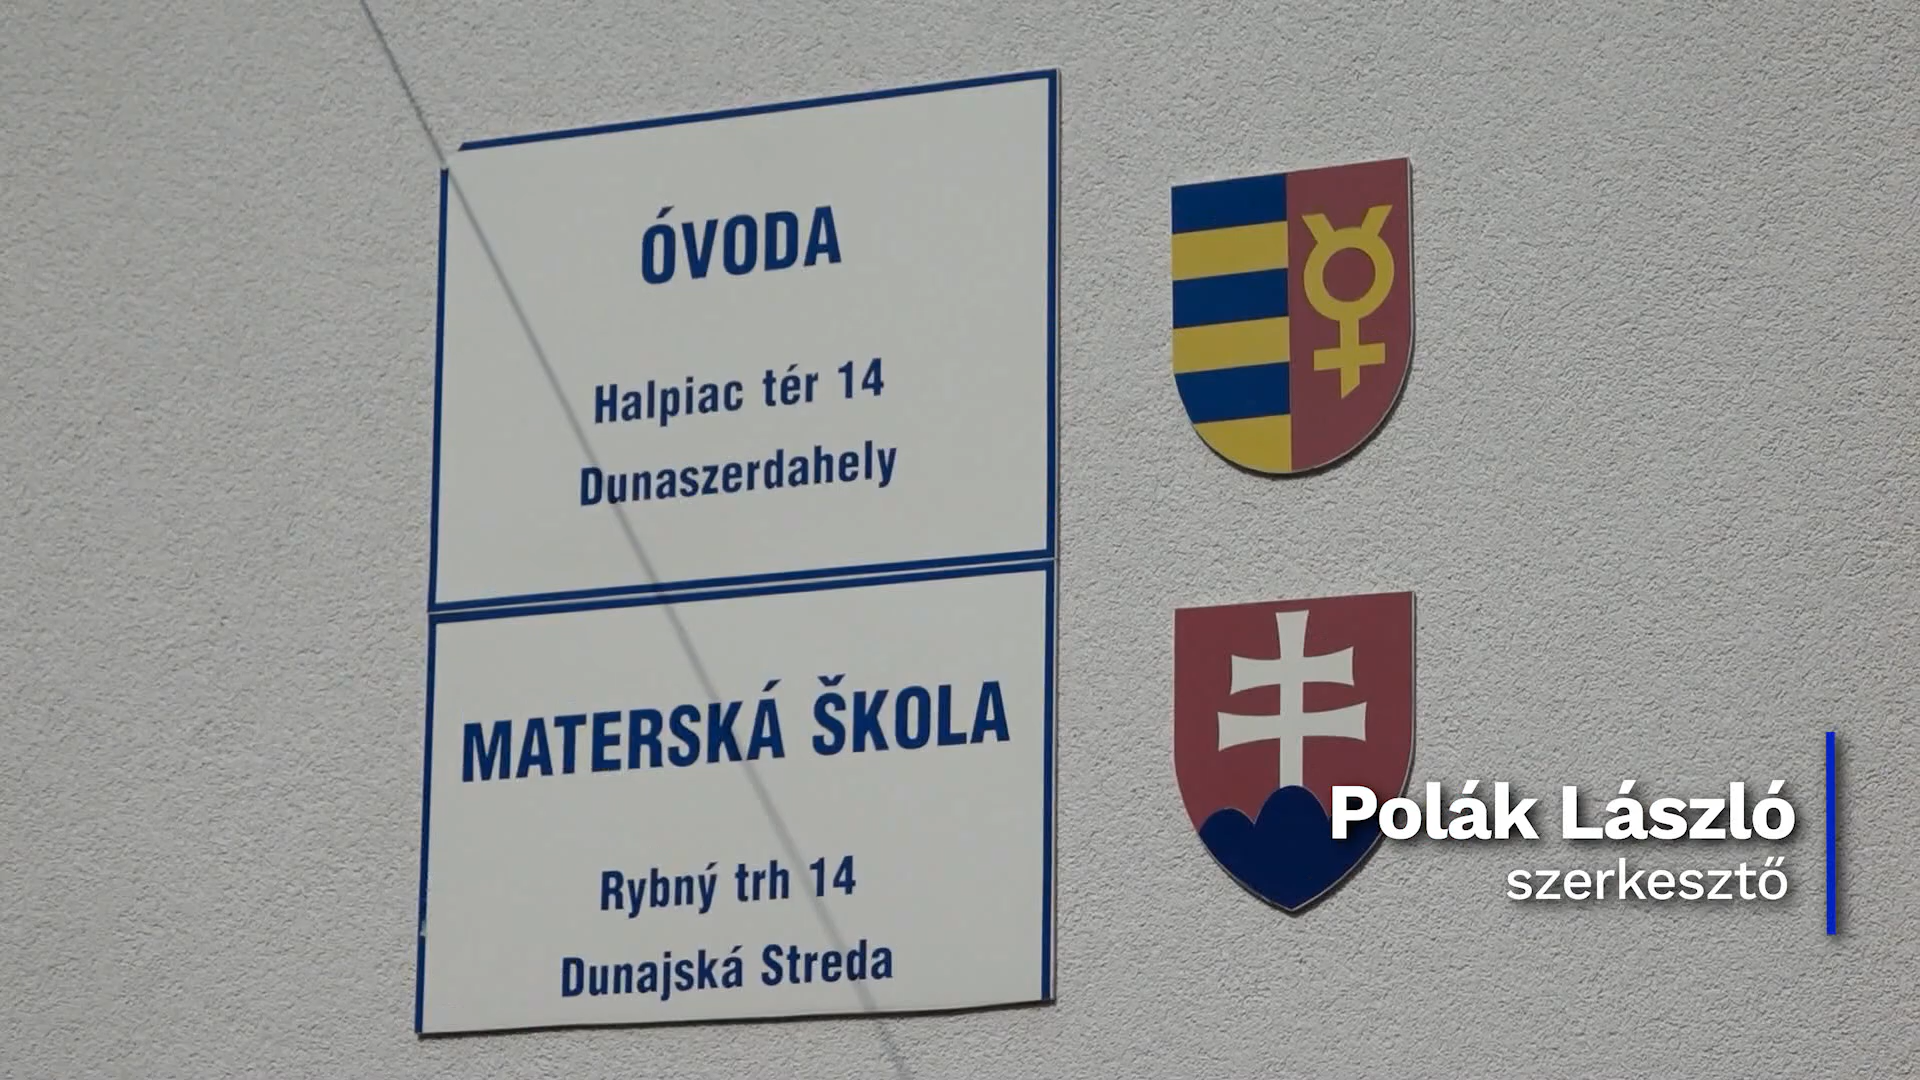 ÓVODA
Halpiac tér 14
Dunaszerdahely
MATERSKÁ ŠKOLA
Rybný trh 14
Dunajská Streda
Polák László
szerkesztő